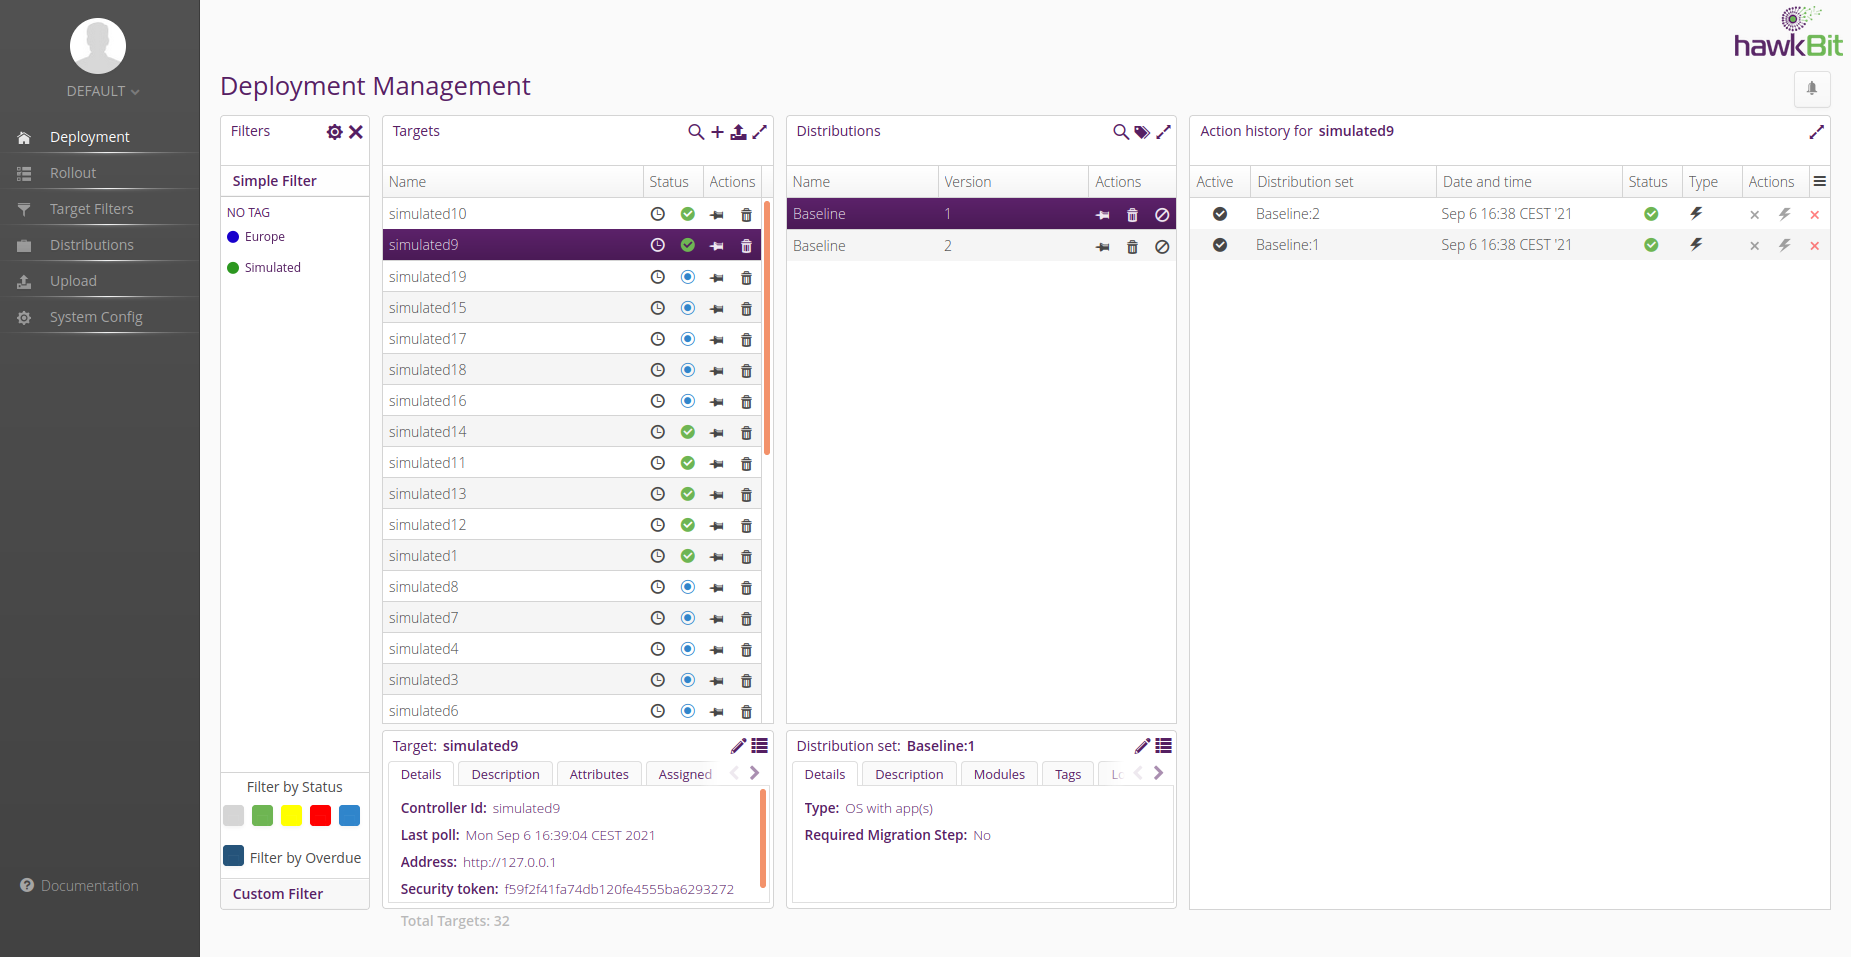 hawkBit
DEFAULT
Deployment
Rollout
Target Filters
Distributions
Upload
System Config
Documentation
Deployment Management
Filters
Simple Filter
NO TAG
Europe
Simulated
Filter by Status
Filter by Overdue
Custom Filter
Targets
Name Status Actions
simulated10
simulated9
simulated19
simulated15
simulated17
simulated18
simulated16
simulated14
simulated11
simulated13
simulated12
simulated1
simulated8
simulated7
simulated4
simulated3
simulated6
Target: simulated9
Details Description Attributes Assigned
Controller Id: simulated9
Last poll: Mon Sep 6 16:39:04 CEST 2021
Address: http://127.0.0.1
Security token: f59f2f41fa74db120fe4555ba6293272
Total Targets: 32
Distributions
Name Version Actions
Baseline 1
Baseline 2
Distribution set: Baseline:1
Details Description Modules Tags
Type: OS with app(s)
Required Migration Step: No
Action history for simulated9
Active Distribution set Date and time Status Type Actions
Baseline:2 Sep 6 16:38 CEST '21
Baseline:1 Sep 6 16:38 CEST '21